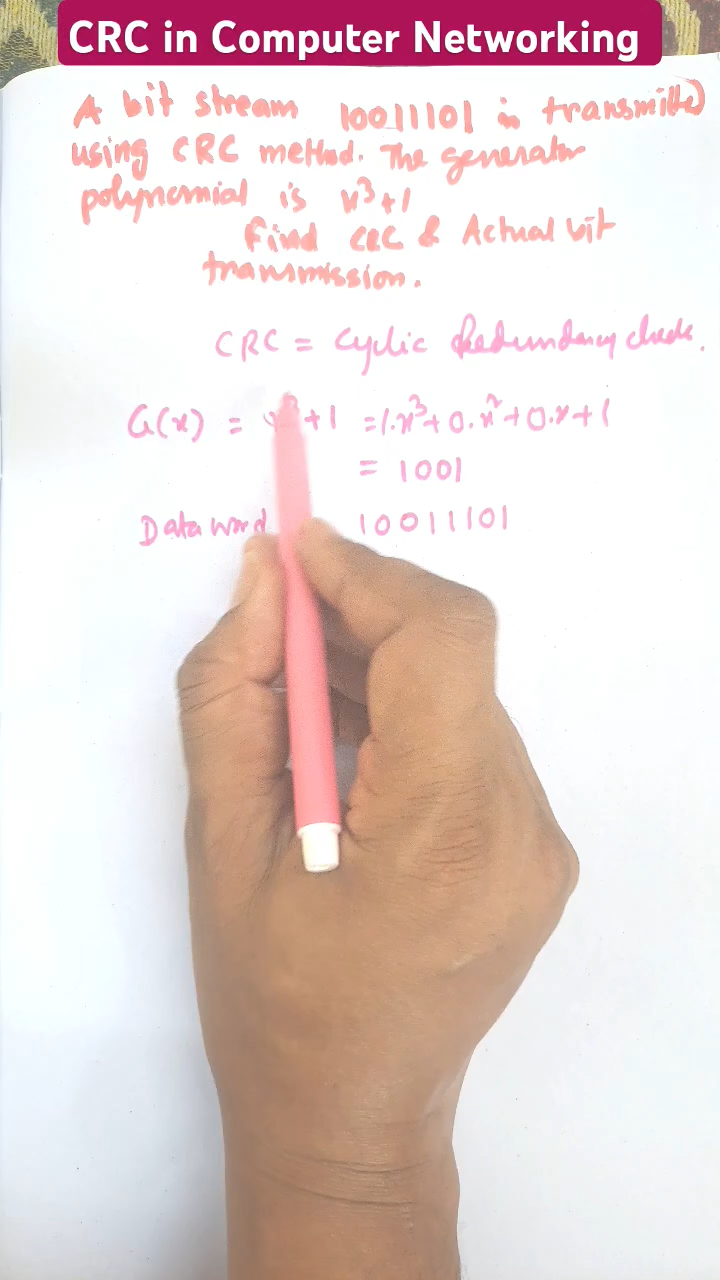 CRC in Computer Networking
A bit stream 10011101 is transmitted
using CRC method. The generator
polynomial is x³+1
Find CRC & Actual bit
transmission.
CRC = Cyclic Redundancy check.
G(x) = x³+1 = 1.x³+0.x²+0.x+1
= 1001
Data word 10011101